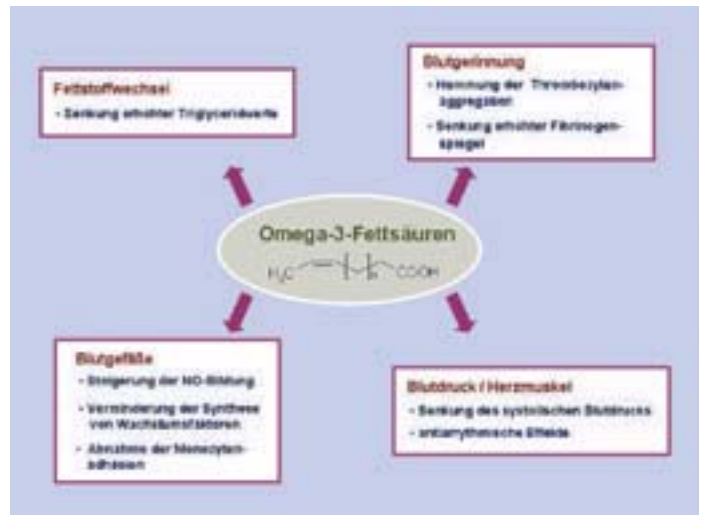 Fettstoffwechsel
- Senkung erhöhter Triglyceridwerte
Blutgerinnung
- Hemmung der Thrombozyten-
aggregation
- Senkung erhöhter Fibrinogen-
spiegel
Omega-3-Fettsäuren
H₃C COOH
Blutgefäße
- Steigerung der NO-Bildung
- Verminderung der Synthese
von Wachstumsfaktoren
- Abnahme der Monozyten-
adhäsion
Blutdruck / Herzmuskel
- Senkung des systolischen Blutdrucks
- antiarrythmische Effekte